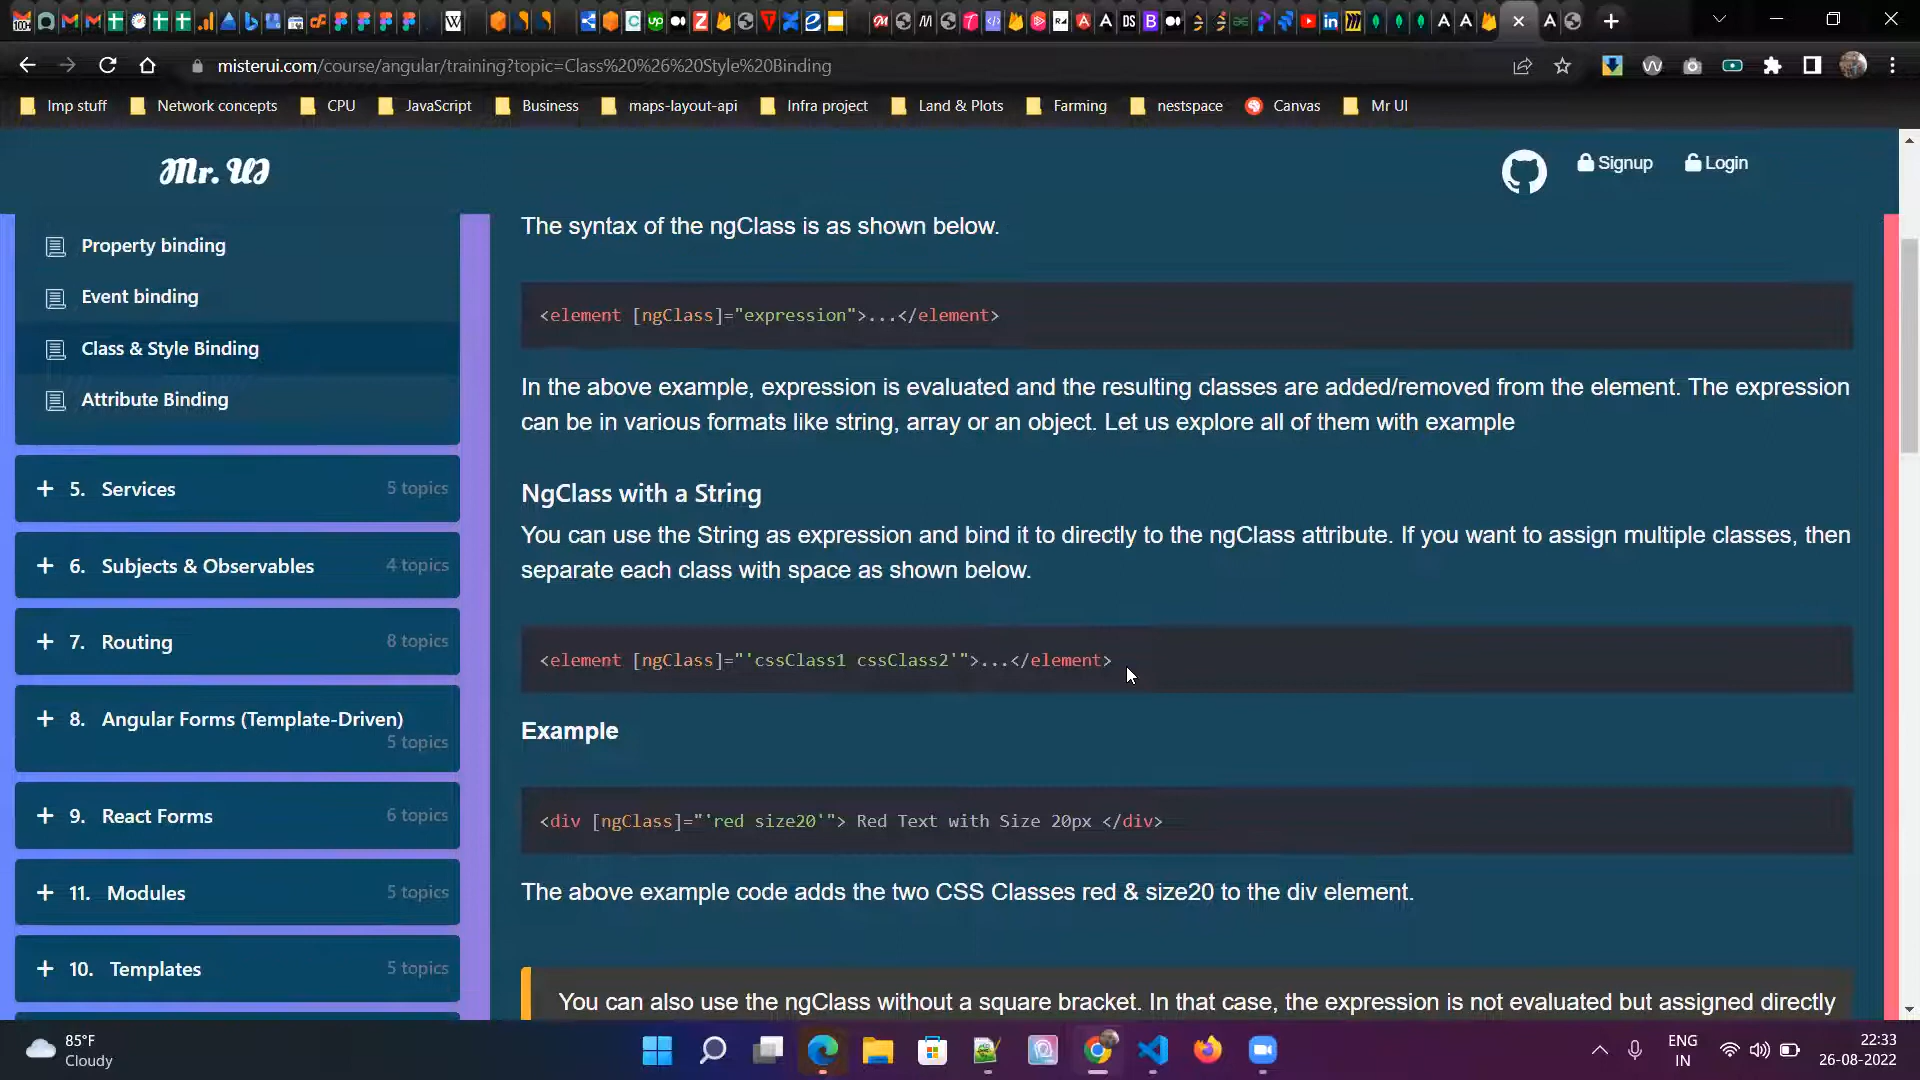 misterui.com/course/angular/training?topic=Class%20%26%20Style%20Binding
Imp stuff
Network concepts
CPU
JavaScript
Business
maps-layout-api
Infra project
Land & Plots
Farming
nestspace
Canvas
Mr UI
Mr. UI
Signup
Login
Property binding
Event binding
Class & Style Binding
Attribute Binding
+ 5. Services 5 topics
+ 6. Subjects & Observables 4 topics
+ 7. Routing 8 topics
+ 8. Angular Forms (Template-Driven)
5 topics
+ 9. React Forms 6 topics
+ 11. Modules 5 topics
+ 10. Templates 5 topics
The syntax of the ngClass is as shown below.
<element [ngClass]="expression">...</element>
In the above example, expression is evaluated and the resulting classes are added/removed from the element. The expression
can be in various formats like string, array or an object. Let us explore all of them with example
NgClass with a String
You can use the String as expression and bind it to directly to the ngClass attribute. If you want to assign multiple classes, then
separate each class with space as shown below.
<element [ngClass]="'cssClass1 cssClass2'">...</element>
Example
<div [ngClass]="'red size20'"> Red Text with Size 20px </div>
The above example code adds the two CSS Classes red & size20 to the div element.
You can also use the ngClass without a square bracket. In that case, the expression is not evaluated but assigned directly
85°F
Cloudy
ENG
IN
22:33
26-08-2022